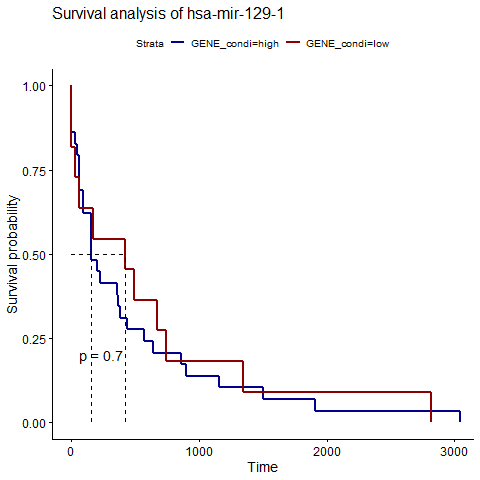 Survival analysis of hsa-mir-129-1
Strata GENE_condi=high GENE_condi=low
1.00
0.75
0.50
0.25
0.00
Survival probability
p = 0.7
0 1000 2000 3000
Time